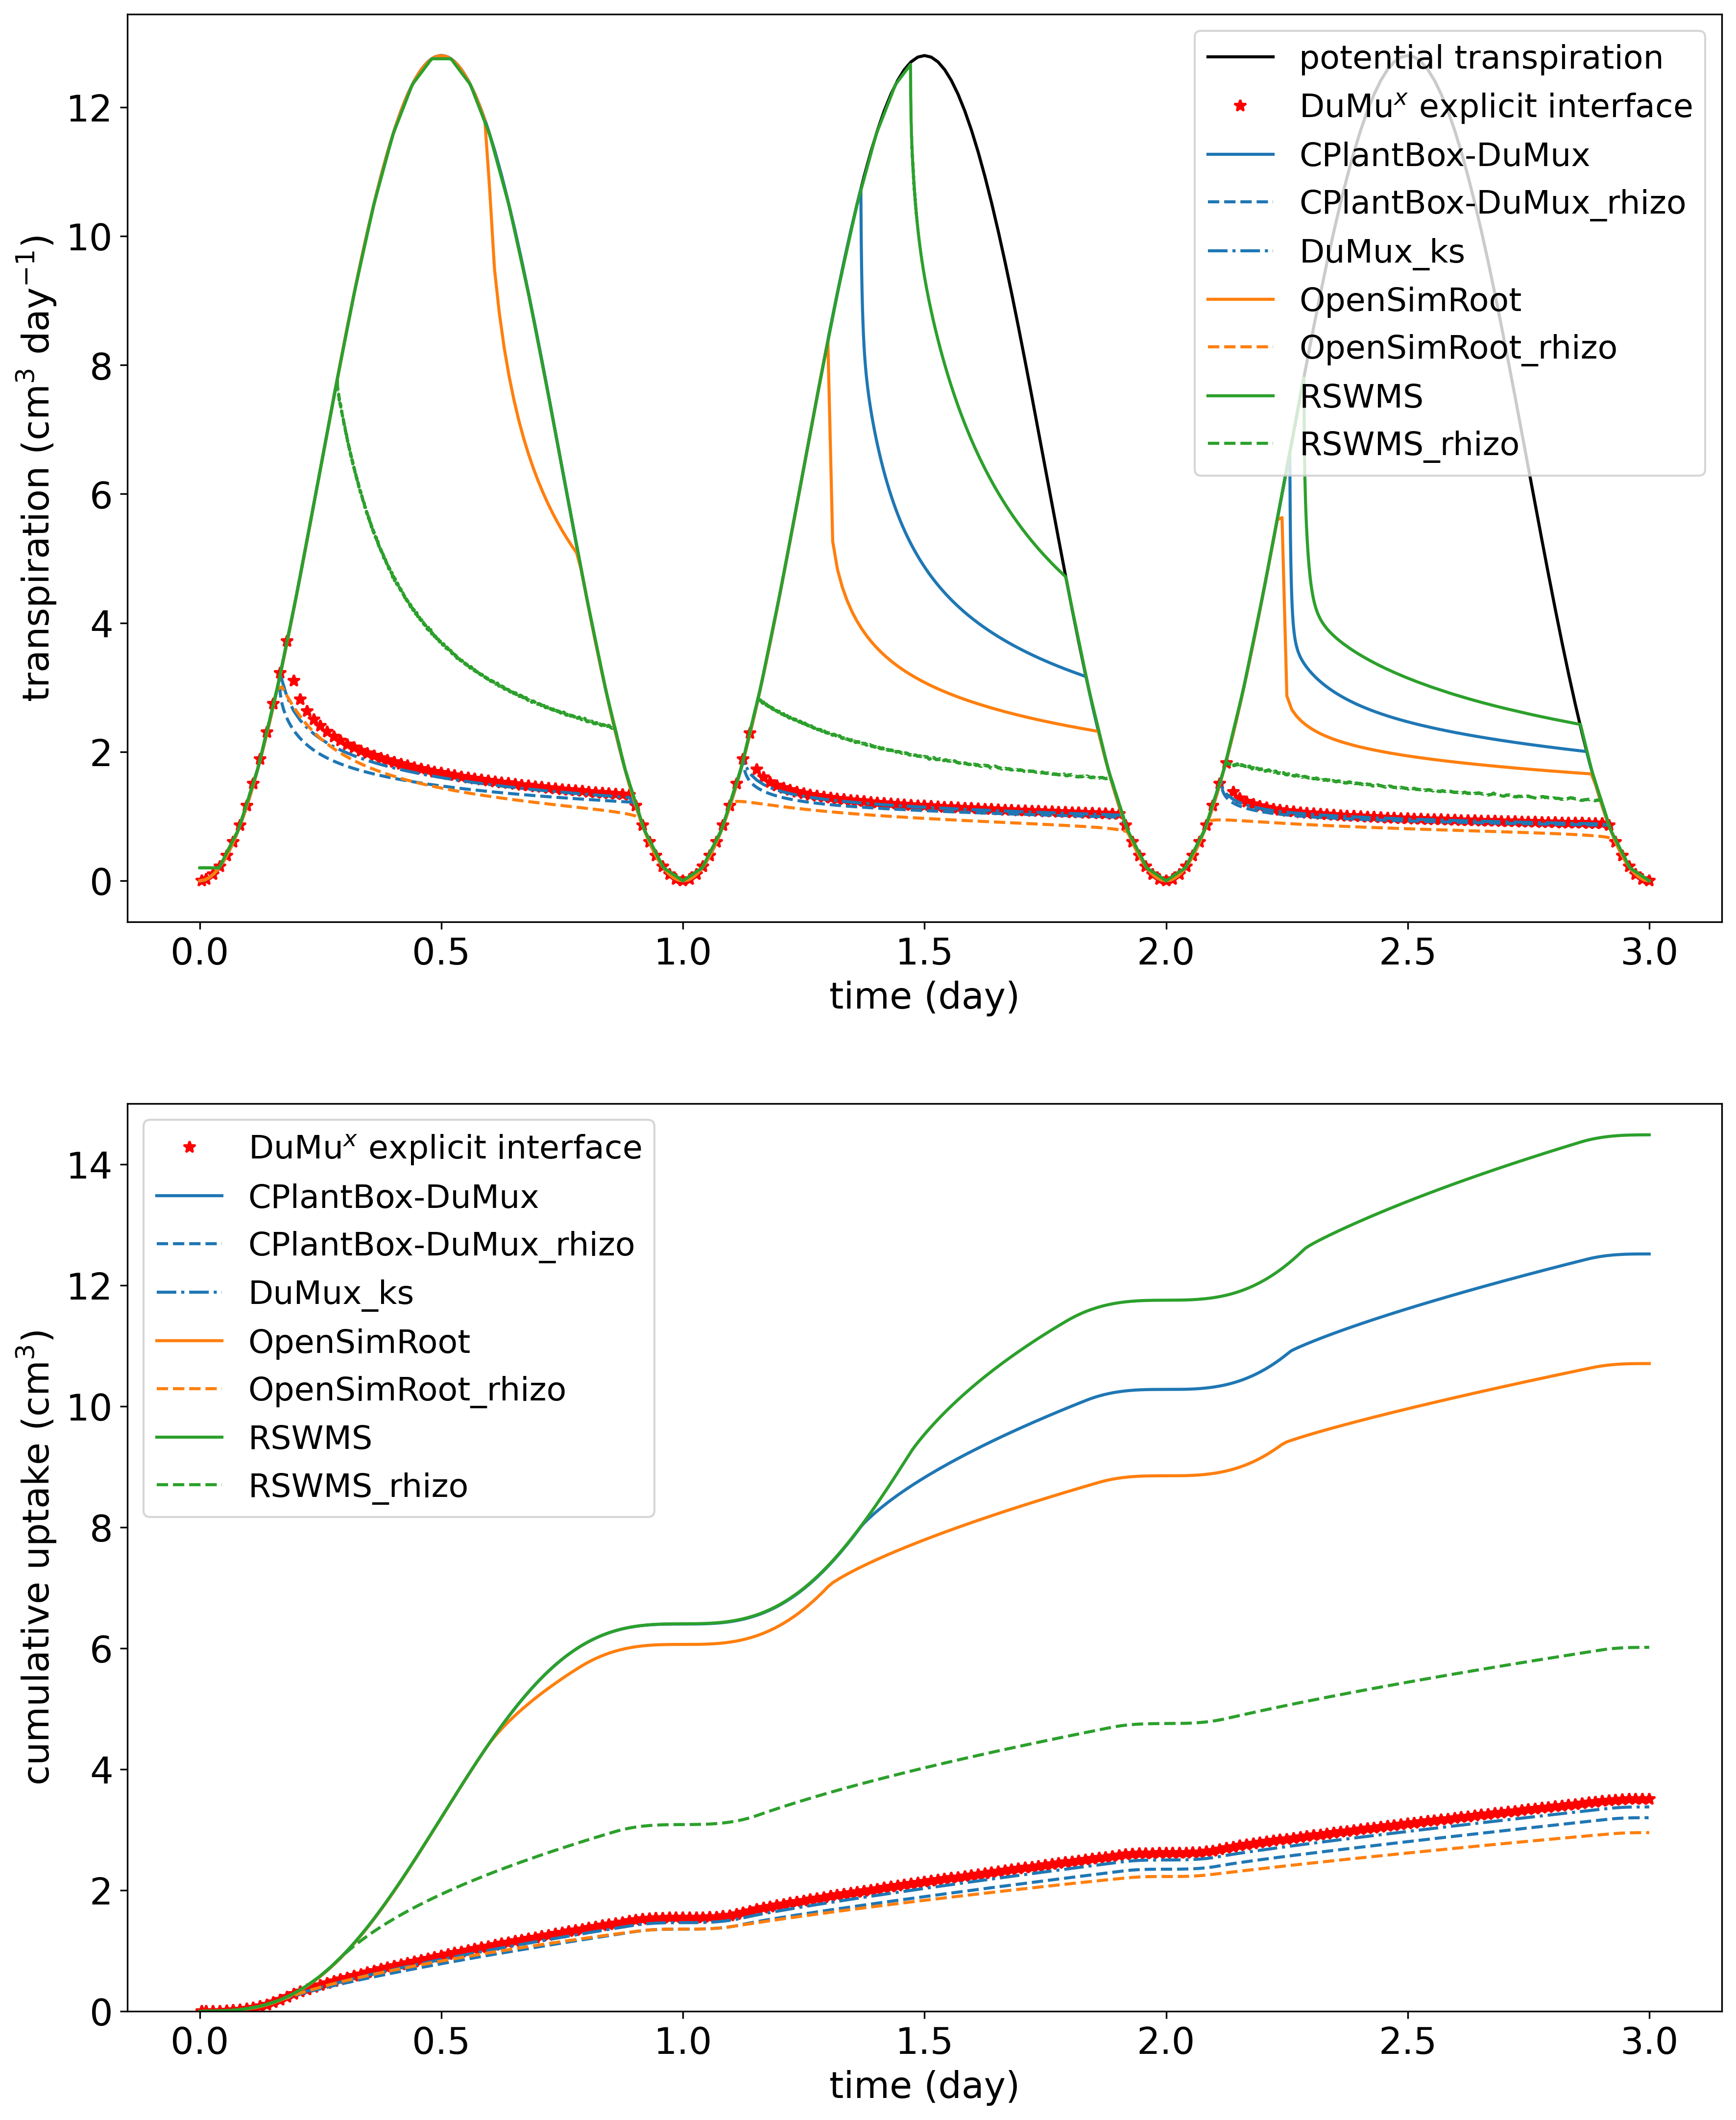 transpiration (cm³ day⁻¹)
12
10
8
6
4
2
0
potential transpiration
DuMuˣ explicit interface
CPlantBox-DuMux
CPlantBox-DuMux_rhizo
DuMux_ks
OpenSimRoot
OpenSimRoot_rhizo
RSWMS
RSWMS_rhizo
0.0 0.5 1.0 1.5 2.0 2.5 3.0
time (day)
cumulative uptake (cm³)
14
12
10
8
6
4
2
0
DuMuˣ explicit interface
CPlantBox-DuMux
CPlantBox-DuMux_rhizo
DuMux_ks
OpenSimRoot
OpenSimRoot_rhizo
RSWMS
RSWMS_rhizo
0.0 0.5 1.0 1.5 2.0 2.5 3.0
time (day)